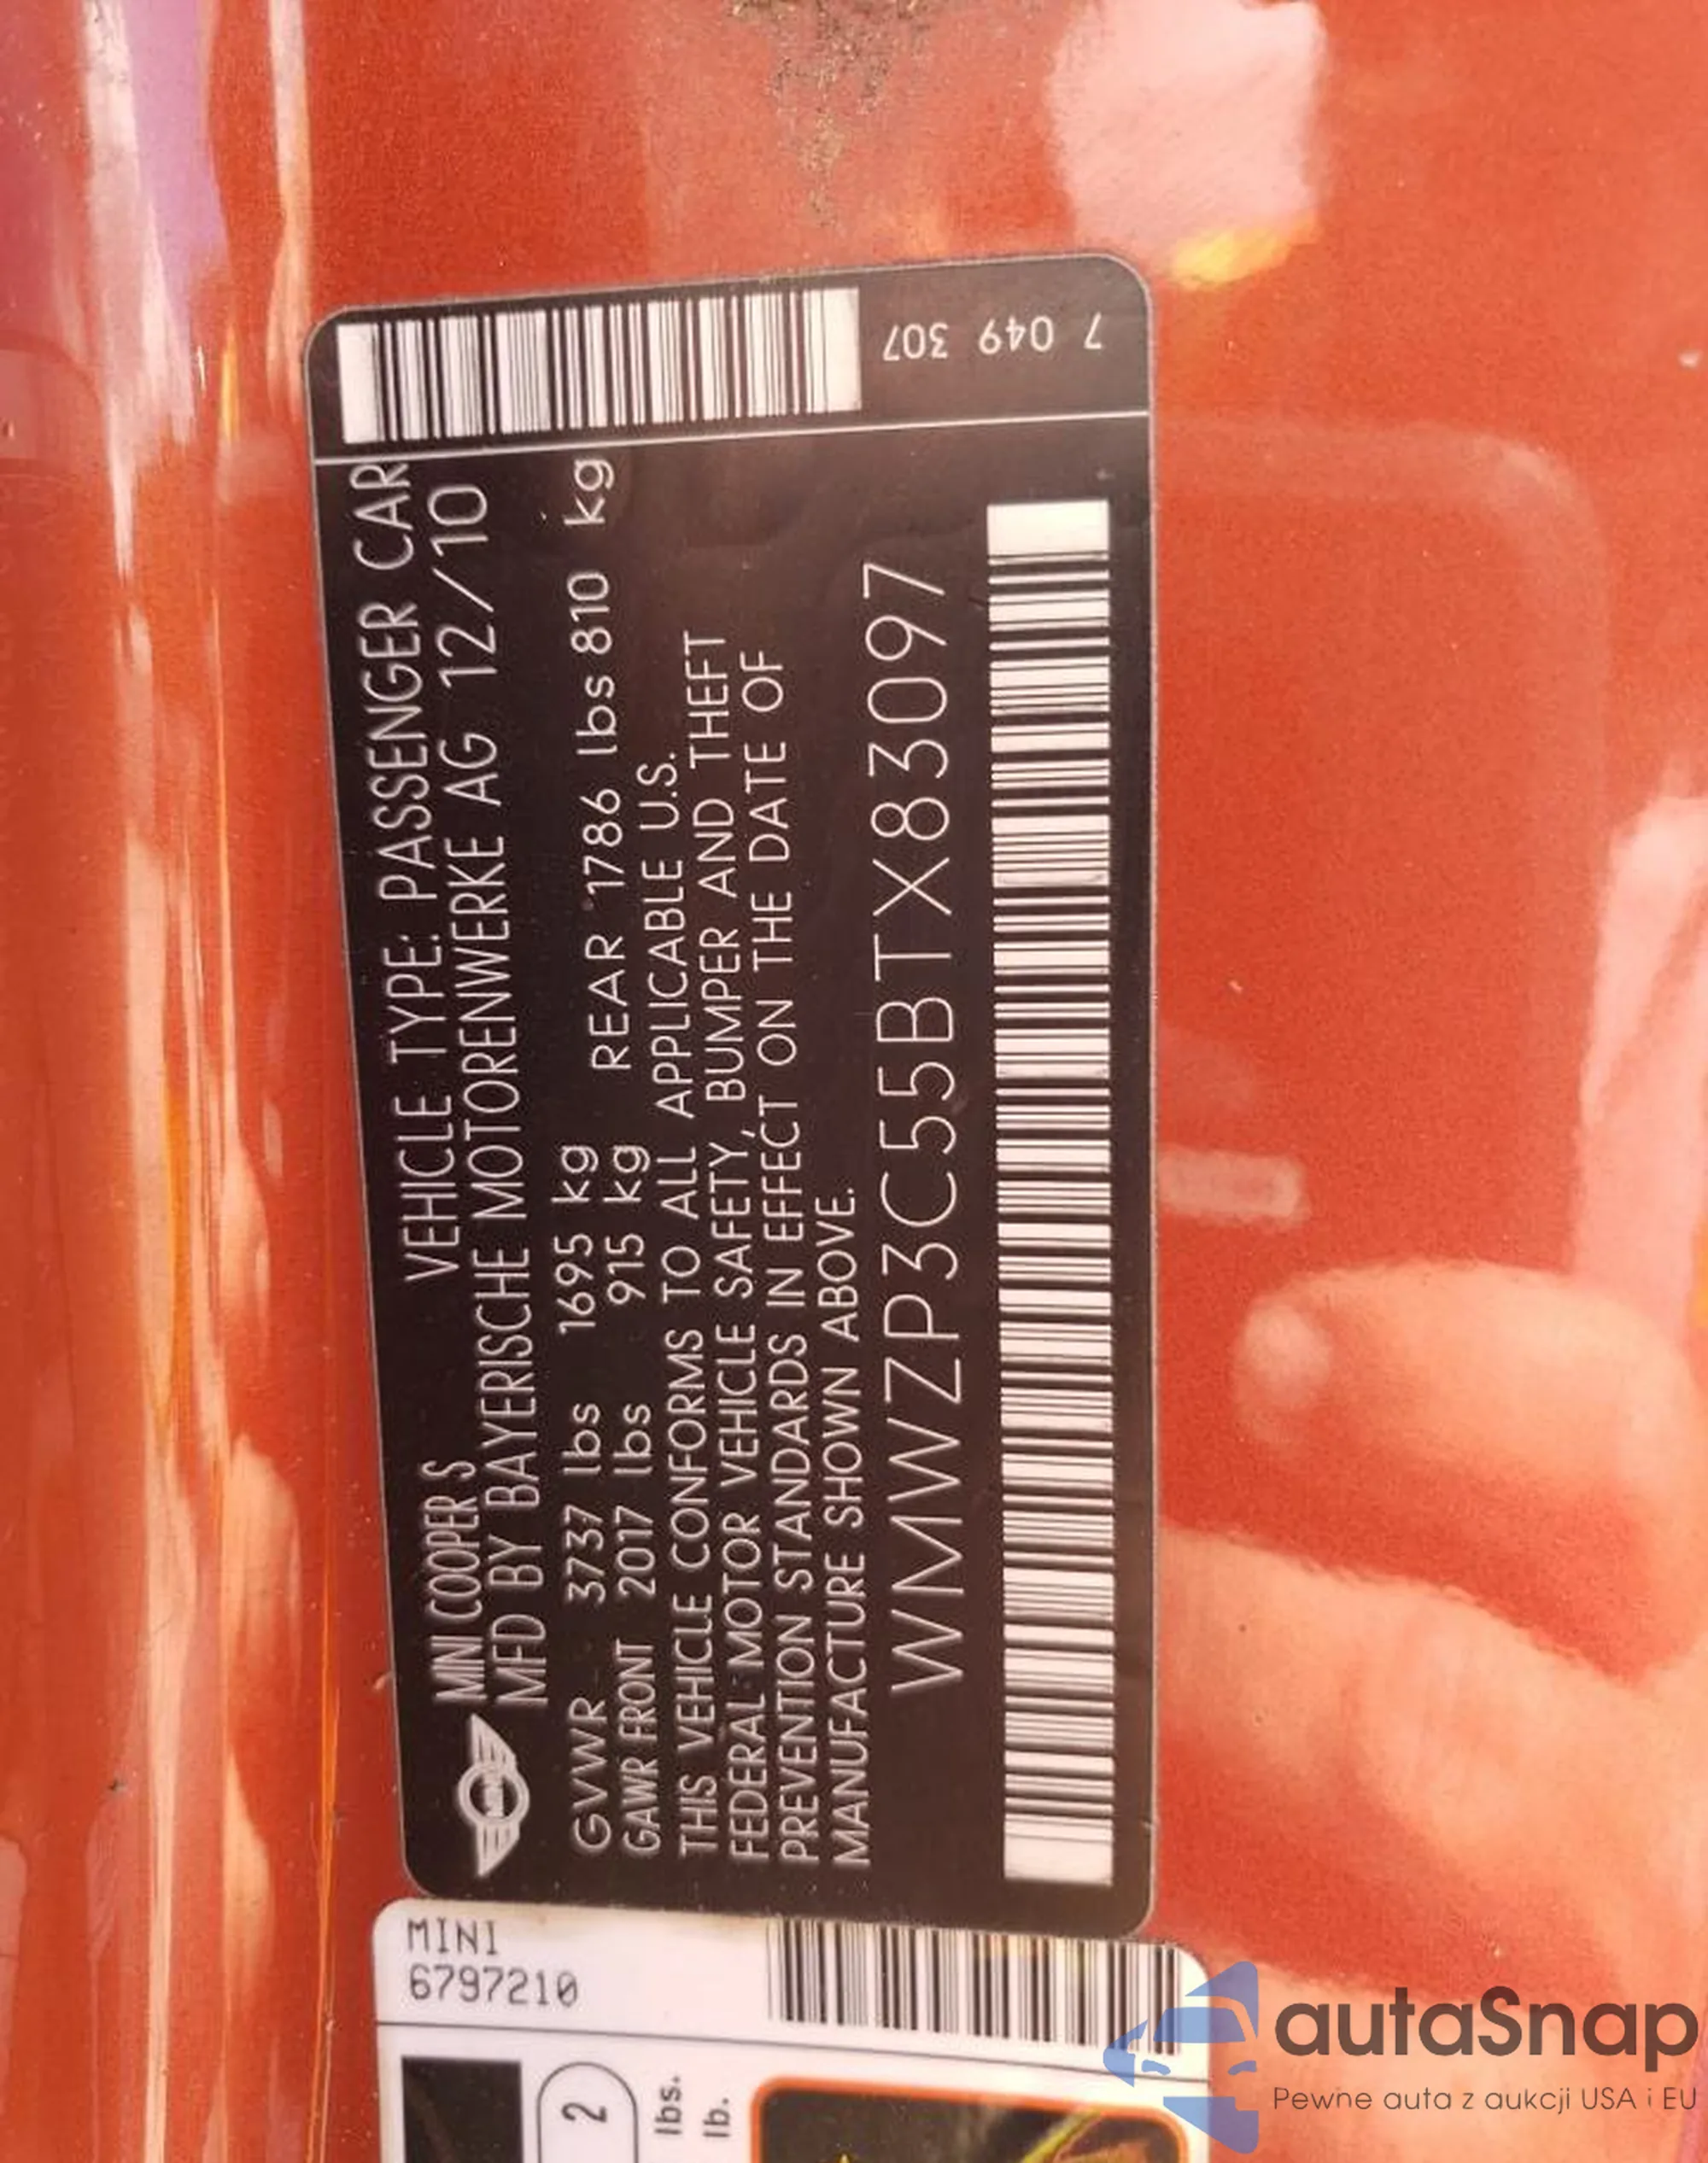 MINI COOPER S VEHICLE TYPE: PASSENGER CAR
MFD BY BAYERISCHE MOTORENWERKE AG 12/10
GVWR 3737 lbs 1695 kg
GAWR FRONT 2017 lbs 915 kg REAR 1786 lbs 810 kg
THIS VEHICLE CONFORMS TO ALL APPLICABLE U.S.
FEDERAL MOTOR VEHICLE SAFETY, BUMPER AND THEFT
PREVENTION STANDARDS IN EFFECT ON THE DATE OF
MANUFACTURE SHOWN ABOVE.
WMWZP3C55BTX83097
7 049 307
MINI
6797210
2
lbs.
lb.
autaSnap
Pewne auta z aukcji USA i EU